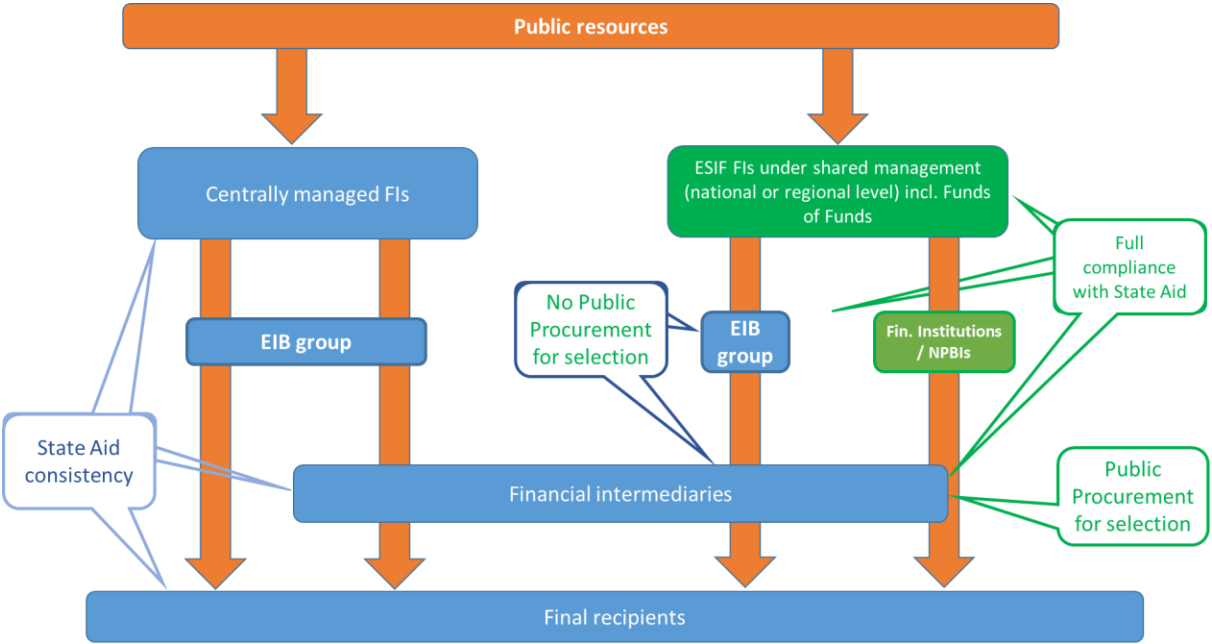 Public resources
Centrally managed FIs
ESIF FIs under shared management
(national or regional level) incl. Funds
of Funds
Full
compliance
with State Aid
No Public
Procurement
for selection
EIB group
EIB
group
Fin. Institutions
/ NPBIs
State Aid
consistency
Financial intermediaries
Public
Procurement
for selection
Final recipients